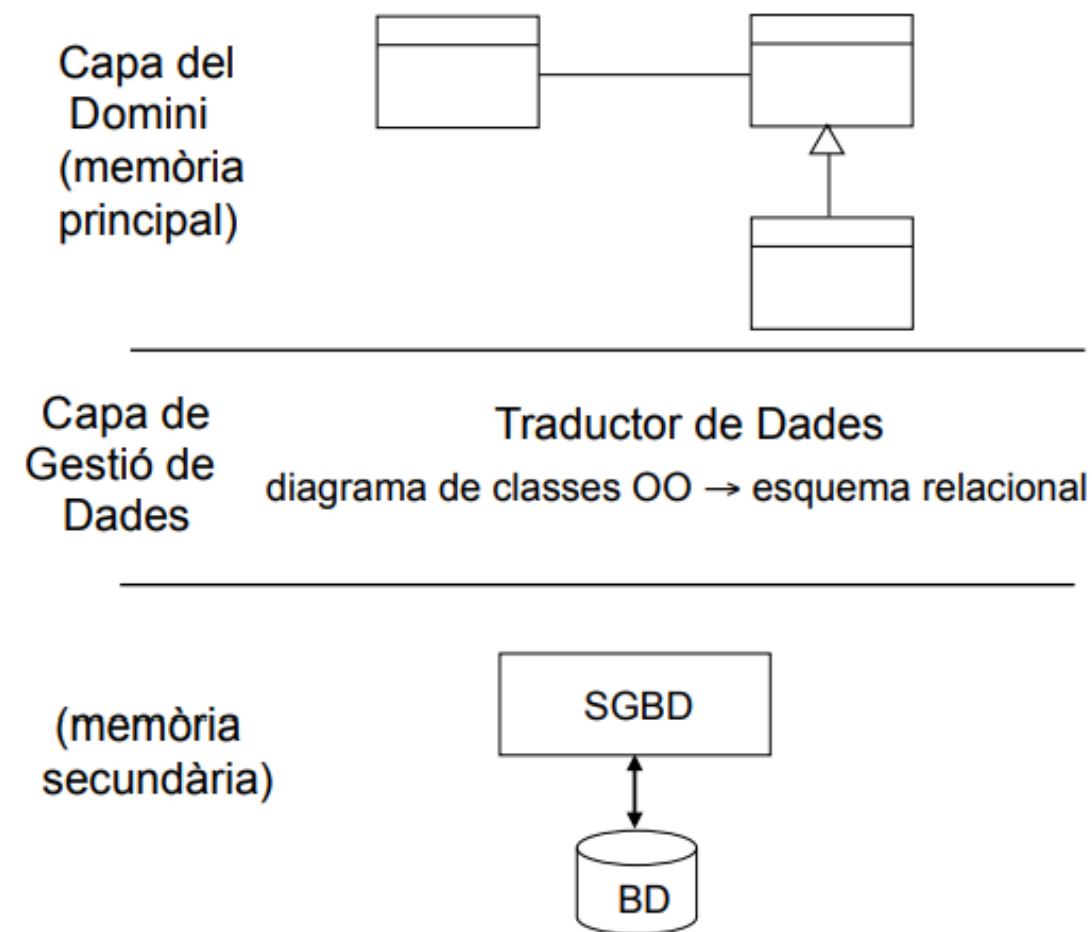 Capa del
Domini
(memòria
principal)
Capa de
Gestió de
Dades
Traductor de Dades
diagrama de classes OO → esquema relacional
(memòria
secundària)
SGBD
BD